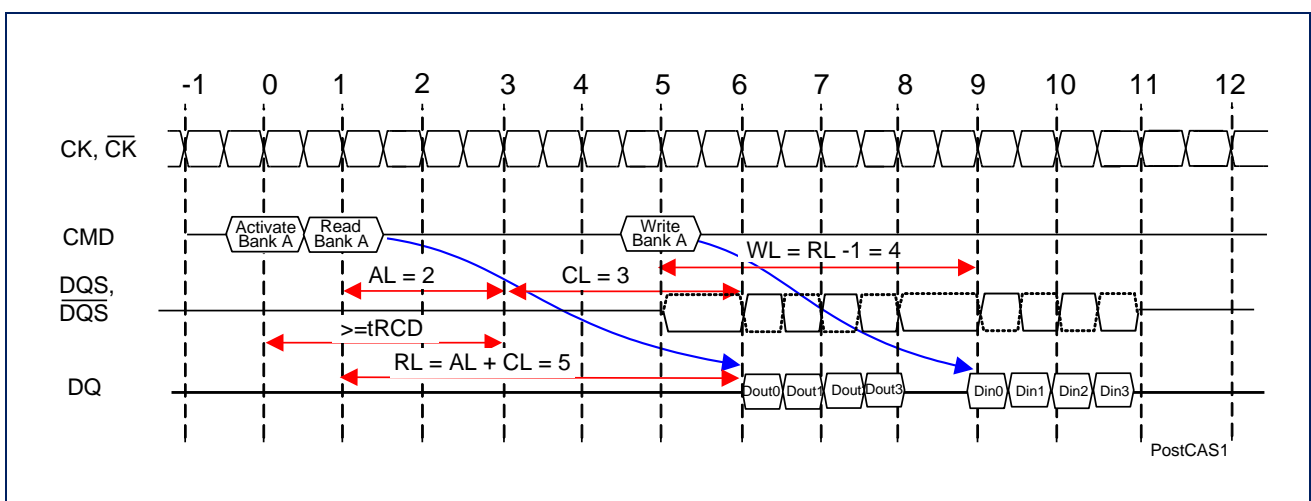 -1 0 1 2 3 4 5 6 7 8 9 10 11 12
CK, C̅K̅
CMD
Activate
Bank A
Read
Bank A
Write
Bank A
WL = RL -1 = 4
AL = 2
CL = 3
DQS,
D̅Q̅S̅
>=tRCD
RL = AL + CL = 5
DQ
Dout0 Dout1 Dout Dout3 Din0 Din1 Din2 Din3
PostCAS1